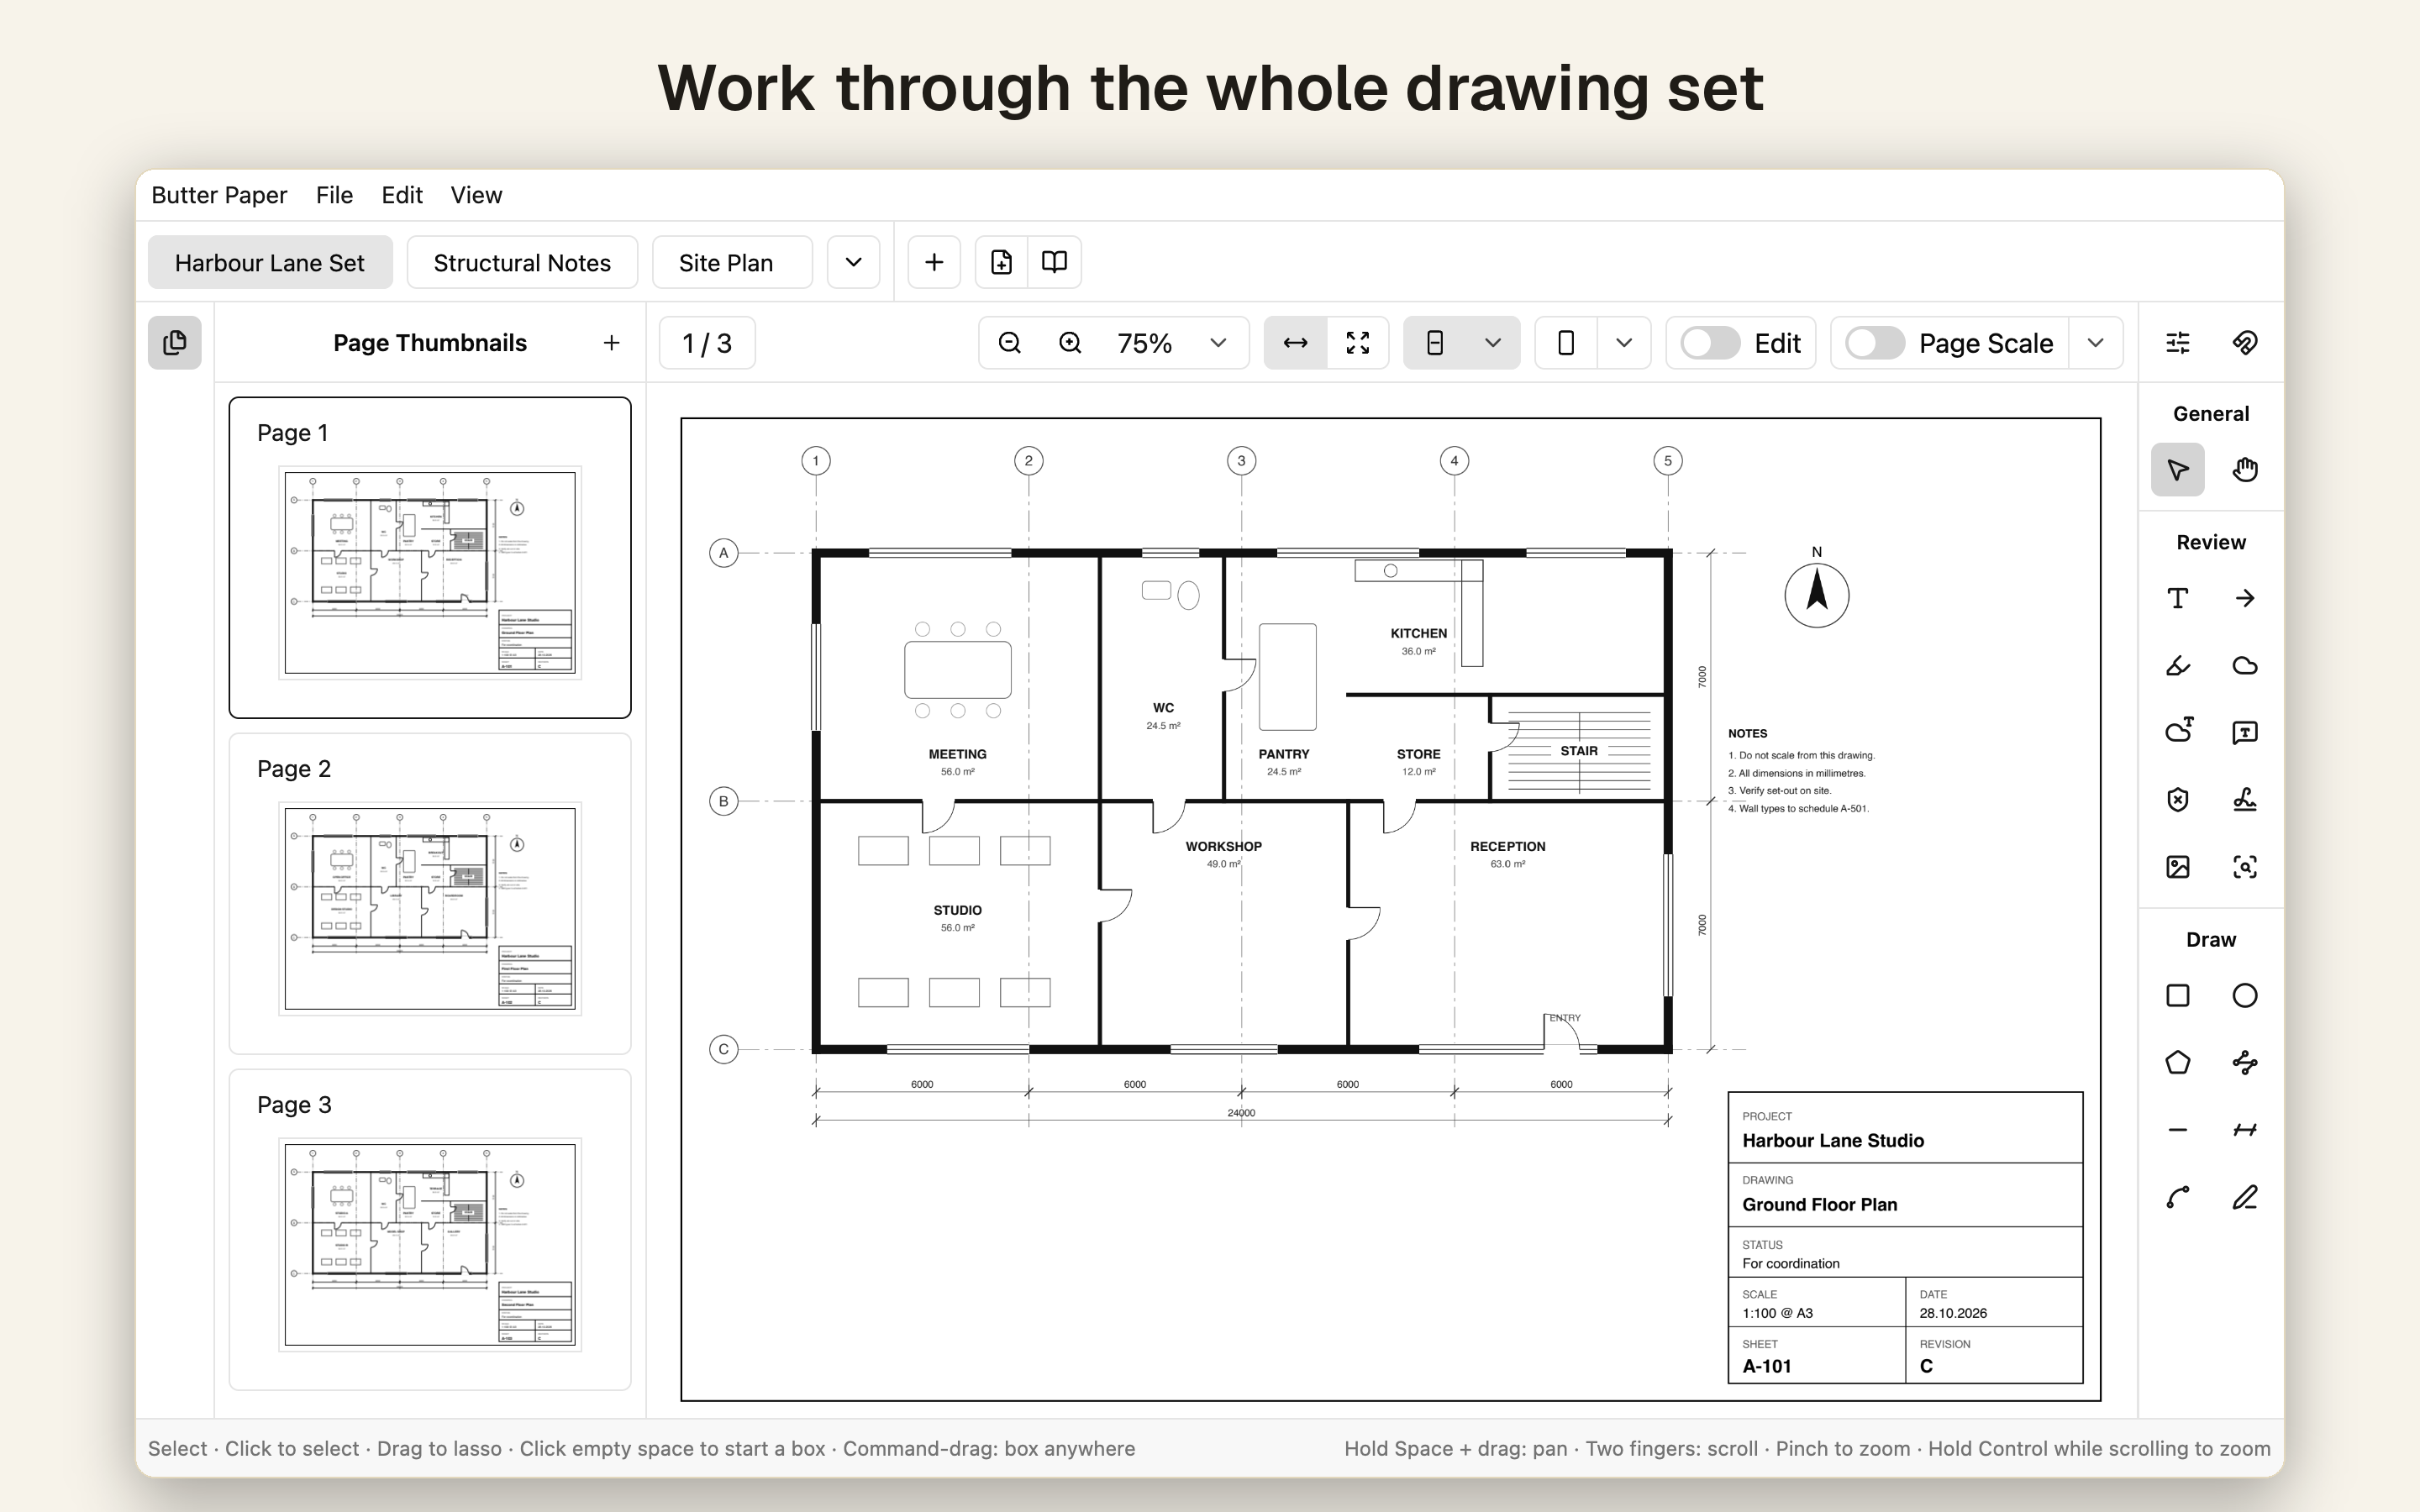 Work through the whole drawing set
Butter Paper File Edit View
Harbour Lane Set Structural Notes Site Plan
Page Thumbnails
1 / 3 75% Edit Page Scale
Page 1
Page 2
Page 3
1 2 3 4 5
A
B
C
N
KITCHEN
36.0 m²
WC
24.5 m²
MEETING
56.0 m²
PANTRY
24.5 m²
STORE
12.0 m²
STAIR
WORKSHOP
49.0 m²
RECEPTION
63.0 m²
STUDIO
56.0 m²
ENTRY
7000
7000
6000 6000 6000 6000
24000
NOTES
1. Do not scale from this drawing.
2. All dimensions in millimetres.
3. Verify set-out on site.
4. Wall types to schedule A-501.
PROJECT
Harbour Lane Studio
DRAWING
Ground Floor Plan
STATUS
For coordination
SCALE
1:100 @ A3
DATE
28.10.2026
SHEET
A-101
REVISION
C
General
Review
Draw
Select · Click to select · Drag to lasso · Click empty space to start a box · Command-drag: box anywhere
Hold Space + drag: pan · Two fingers: scroll · Pinch to zoom · Hold Control while scrolling to zoom